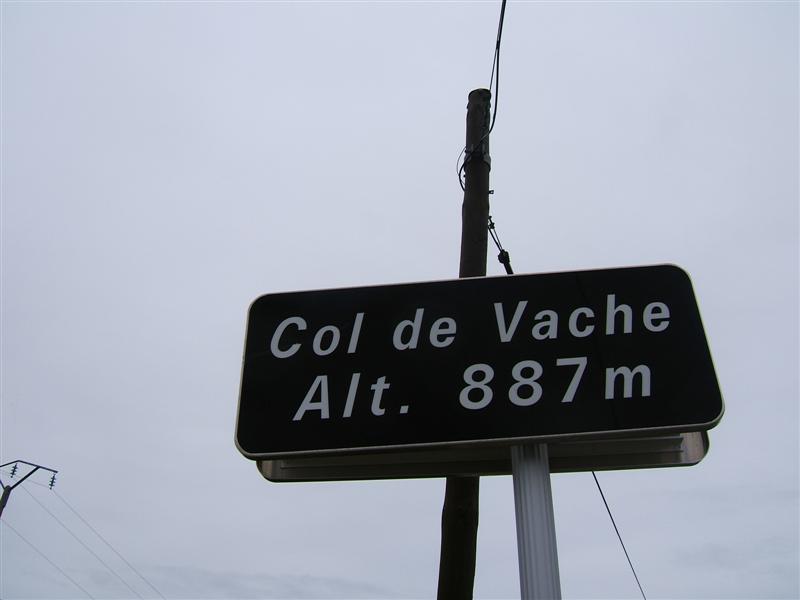 Col de Vache
Alt. 887m